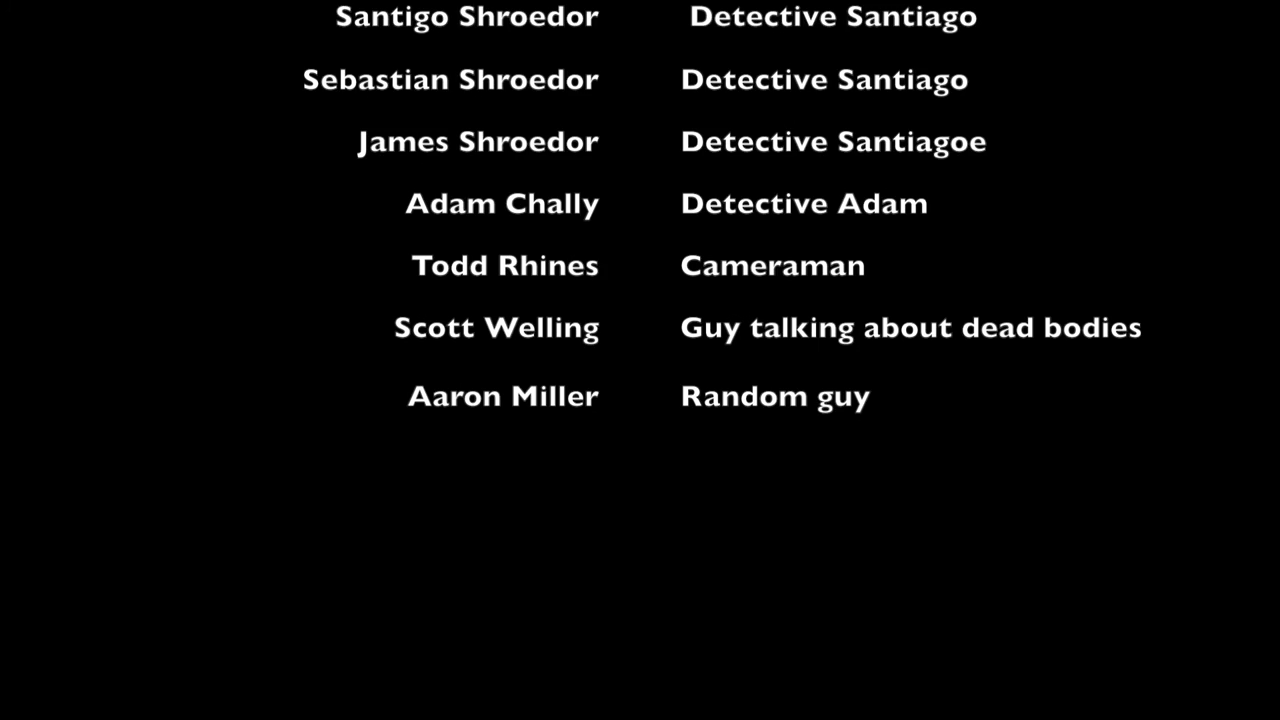 Santigo Shroedor Detective Santiago
Sebastian Shroedor Detective Santiago
James Shroedor Detective Santiagoe
Adam Chally Detective Adam
Todd Rhines Cameraman
Scott Welling Guy talking about dead bodies
Aaron Miller Random guy